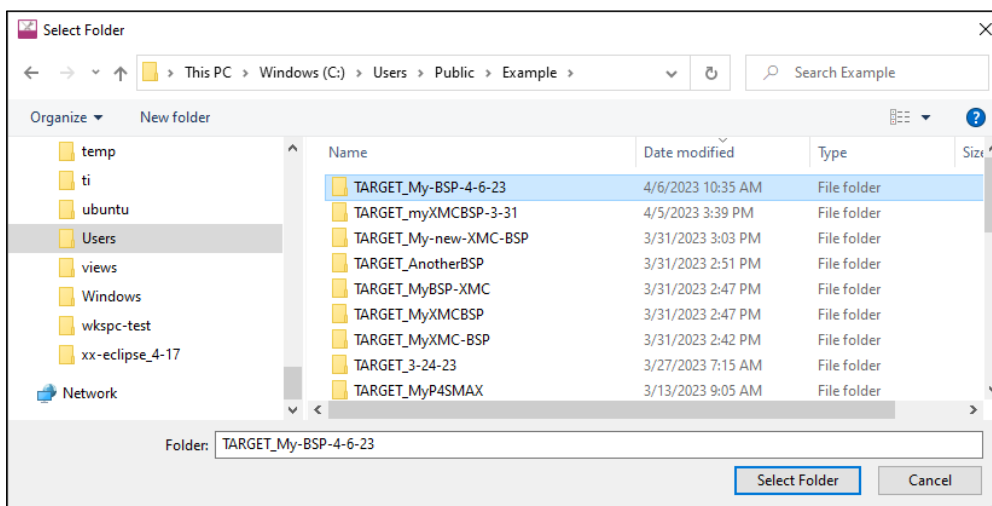 Select Folder
This PC > Windows (C:) > Users > Public > Example >
Search Example
Organize
New folder
temp
ti
ubuntu
Users
views
Windows
wkspc-test
xx-eclipse_4-17
Network
Name Date modified Type Size
TARGET_My-BSP-4-6-23 4/6/2023 10:35 AM File folder
TARGET_myXMCBSP-3-31 4/5/2023 3:39 PM File folder
TARGET_My-new-XMC-BSP 3/31/2023 3:03 PM File folder
TARGET_AnotherBSP 3/31/2023 2:51 PM File folder
TARGET_MyBSP-XMC 3/31/2023 2:47 PM File folder
TARGET_MyXMCBSP 3/31/2023 2:47 PM File folder
TARGET_MyXMC-BSP 3/31/2023 2:42 PM File folder
TARGET_3-24-23 3/27/2023 7:15 AM File folder
TARGET_MyP4SMAX 3/13/2023 9:05 AM File folder
Folder: TARGET_My-BSP-4-6-23
Select Folder Cancel